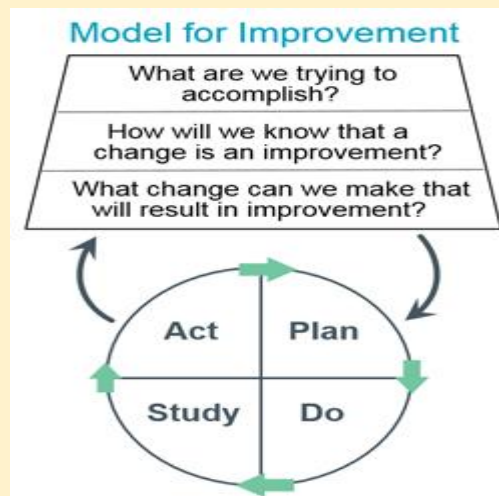 Model for Improvement
What are we trying to
accomplish?
How will we know that a
change is an improvement?
What change can we make that
will result in improvement?
Act
Plan
Study
Do